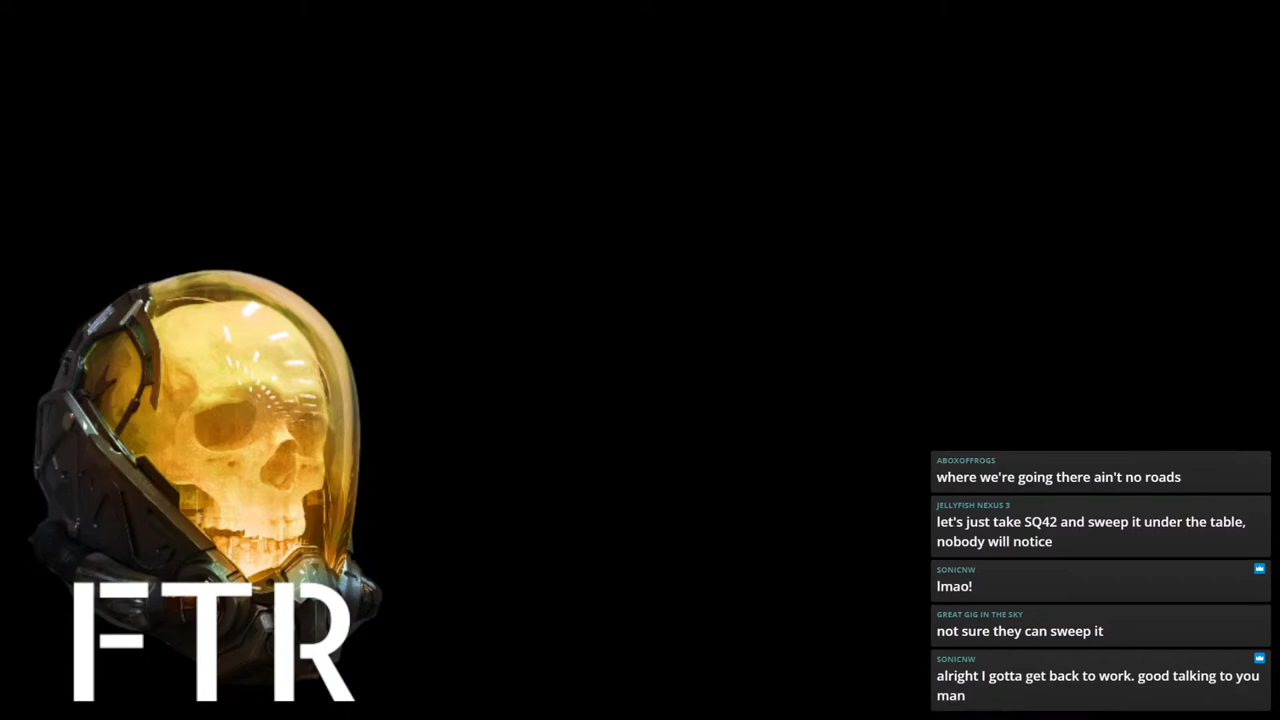 ABOXOFFROGS
where we're going there ain't no roads
JELLYFISH NEXUS 3
let's just take SQ42 and sweep it under the table,
nobody will notice
SONICNW
lmao!
GREAT GIG IN THE SKY
not sure they can sweep it
SONICNW
alright I gotta get back to work. good talking to you
man
FTR